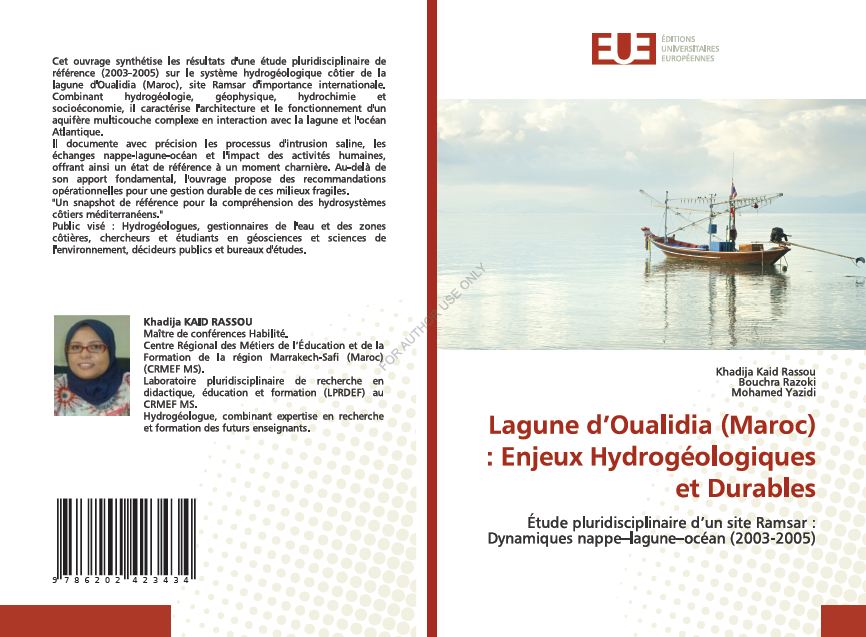 Cet ouvrage synthétise les résultats d'une étude pluridisciplinaire de
référence (2003-2005) sur le système hydrogéologique côtier de la
lagune d'Oualidia (Maroc), site Ramsar d'importance internationale.
Combinant hydrogéologie, géophysique, hydrochimie et
socioéconomie, il caractérise l'architecture et le fonctionnement d'un
aquifère multicouche complexe en interaction avec la lagune et l'océan
Atlantique.
Il documente avec précision les processus d'intrusion saline, les
échanges nappe-lagune-océan et l'impact des activités humaines,
offrant ainsi un état de référence à un moment charnière. Au-delà de
son apport fondamental, l'ouvrage propose des recommandations
opérationnelles pour une gestion durable de ces milieux fragiles.
"Un snapshot de référence pour la compréhension des hydrosystèmes
côtiers méditerranéens."
Public visé : Hydrogéologues, gestionnaires de l'eau et des zones
côtières, chercheurs et étudiants en géosciences et sciences de
l'environnement, décideurs publics et bureaux d'études.
Khadija KAID RASSOU
Maître de conférences Habilité.
Centre Régional des Métiers de l'Éducation et de la
Formation de la région Marrakech-Safi (Maroc)
(CRMEF MS).
Laboratoire pluridisciplinaire de recherche en
didactique, éducation et formation (LPRDEF) au
CRMEF MS.
Hydrogéologue, combinant expertise en recherche
et formation des futurs enseignants.
9 786202 423434
FOR AUTHOR USE ONLY
EUE
ÉDITIONS
UNIVERSITAIRES
EUROPÉENNES
Khadija Kaid Rassou
Bouchra Razoki
Mohamed Yazidi
Lagune d’Oualidia (Maroc)
: Enjeux Hydrogéologiques
et Durables
Étude pluridisciplinaire d’un site Ramsar :
Dynamiques nappe–lagune–océan (2003-2005)